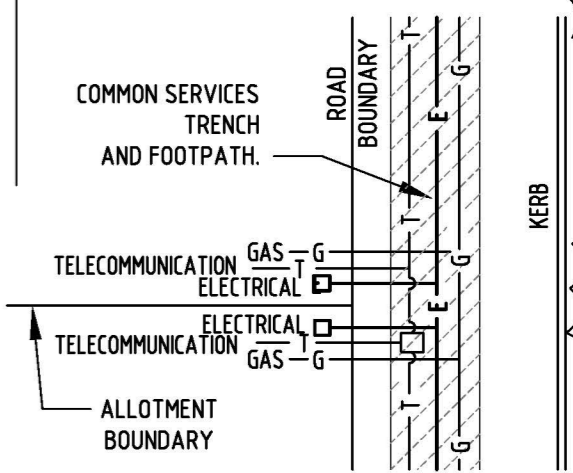 COMMON SERVICES
TRENCH
AND FOOTPATH.
ROAD
BOUNDARY
T
G
E
KERB
T
GAS G
G
TELECOMMUNICATION T
ELECTRICAL E
E
ELECTRICAL
TELECOMMUNICATION T
GAS G
ALLOTMENT
BOUNDARY
T
G